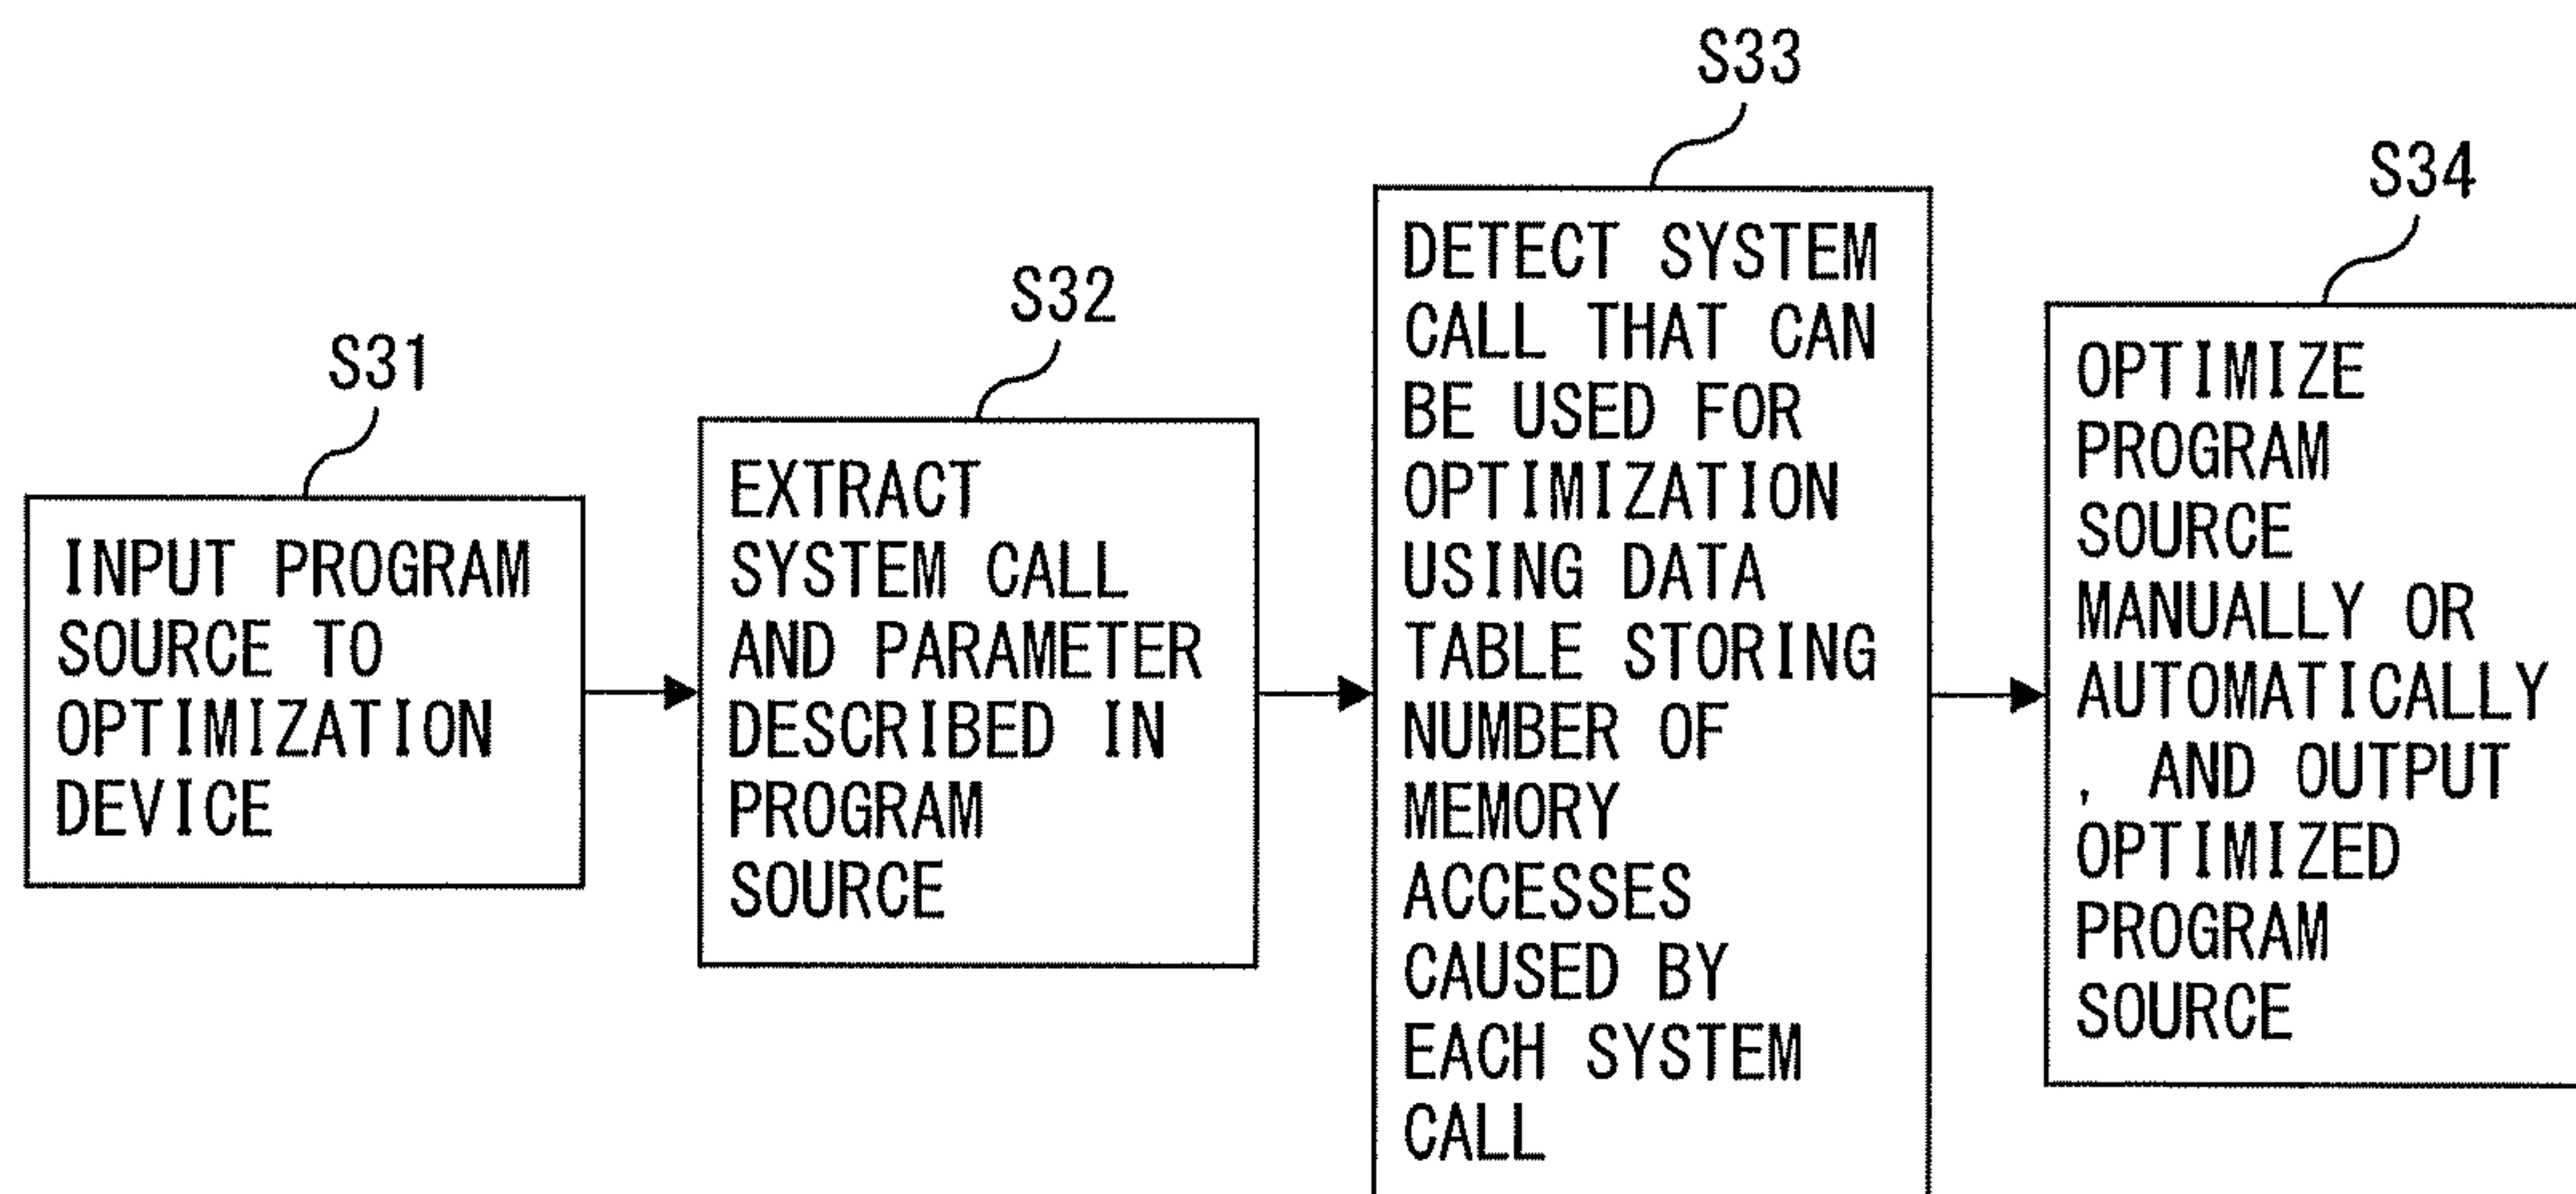 S31
INPUT PROGRAM
SOURCE TO
OPTIMIZATION
DEVICE
S32
EXTRACT
SYSTEM CALL
AND PARAMETER
DESCRIBED IN
PROGRAM
SOURCE
S33
DETECT SYSTEM
CALL THAT CAN
BE USED FOR
OPTIMIZATION
USING DATA
TABLE STORING
NUMBER OF
MEMORY
ACCESSES
CAUSED BY
EACH SYSTEM
CALL
S34
OPTIMIZE
PROGRAM
SOURCE
MANUALLY OR
AUTOMATICALLY
, AND OUTPUT
OPTIMIZED
PROGRAM
SOURCE